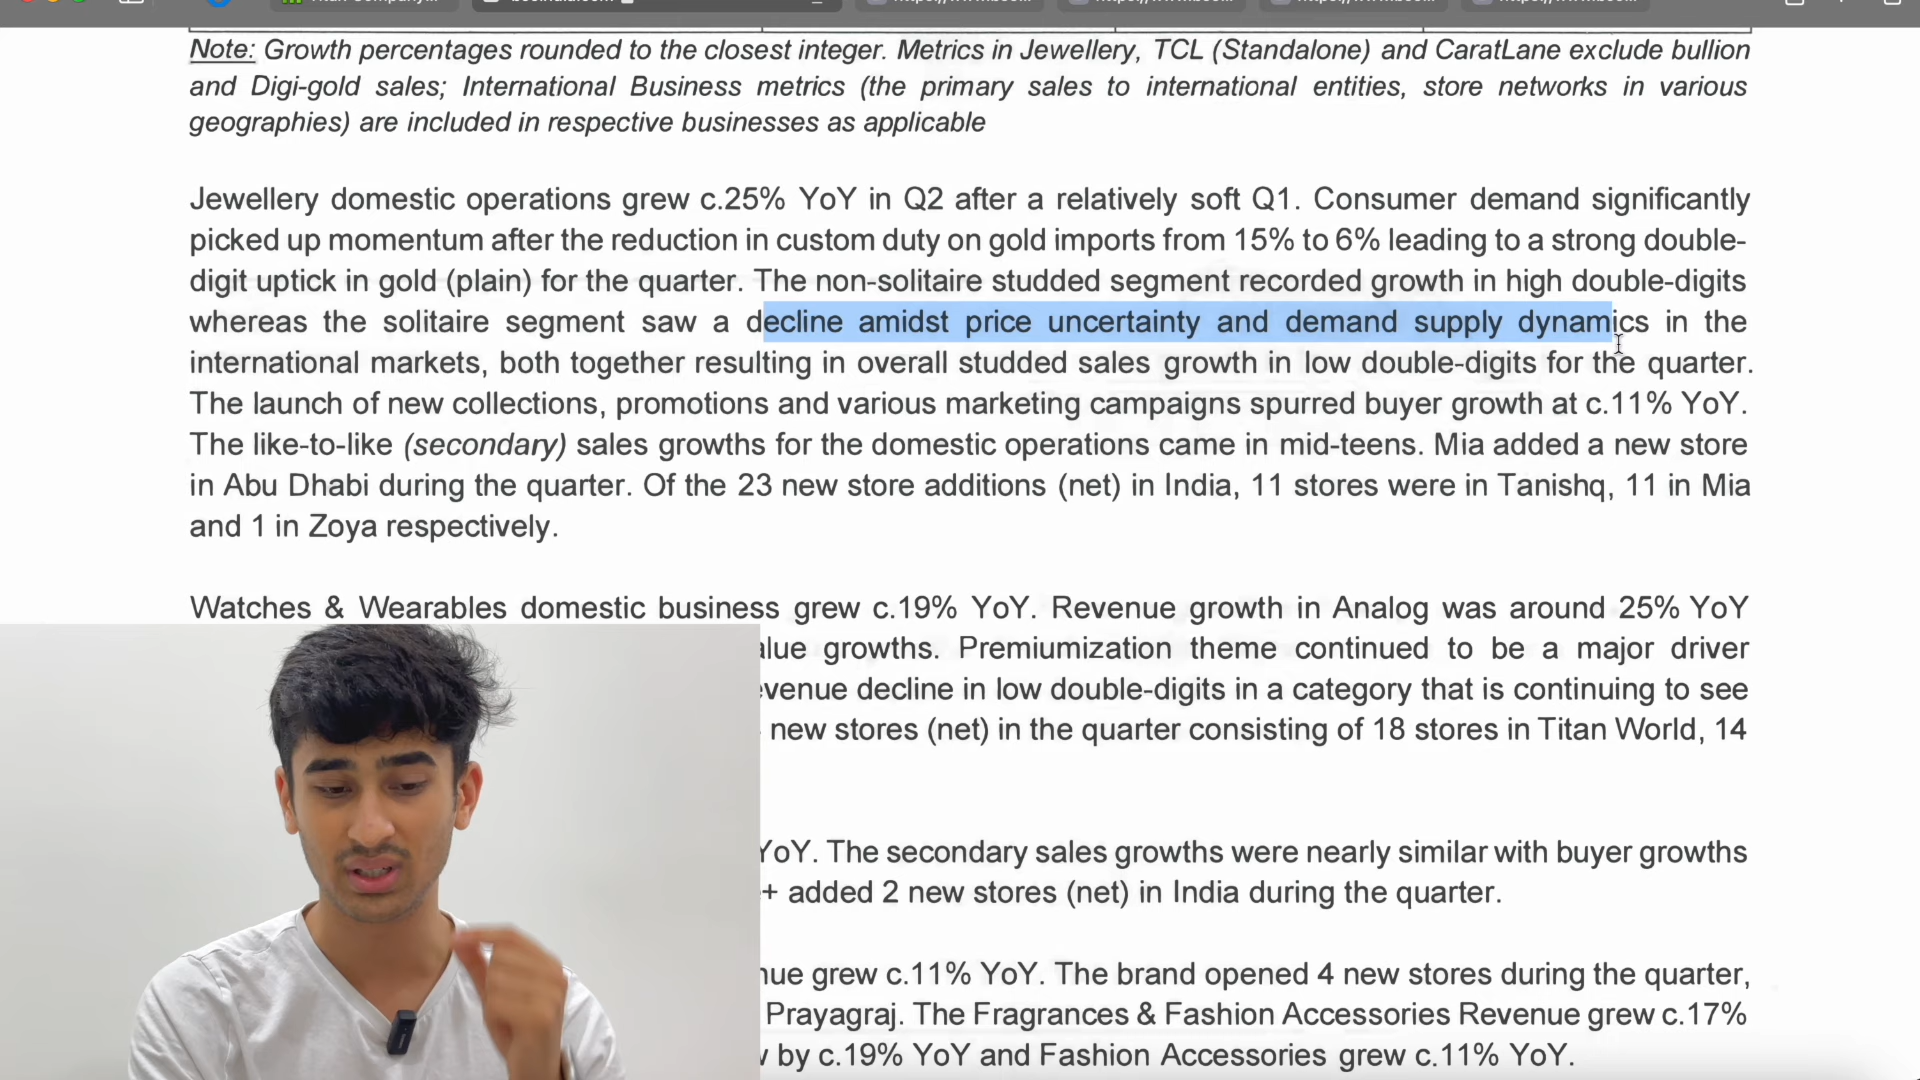 Note: Growth percentages rounded to the closest integer. Metrics in Jewellery, TCL (Standalone) and CaratLane exclude bullion
and Digi-gold sales; International Business metrics (the primary sales to international entities, store networks in various
geographies) are included in respective businesses as applicable
Jewellery domestic operations grew c.25% YoY in Q2 after a relatively soft Q1. Consumer demand significantly
picked up momentum after the reduction in custom duty on gold imports from 15% to 6% leading to a strong double-
digit uptick in gold (plain) for the quarter. The non-solitaire studded segment recorded growth in high double-digits
whereas the solitaire segment saw a decline amidst price uncertainty and demand supply dynamics in the
international markets, both together resulting in overall studded sales growth in low double-digits for the quarter.
The launch of new collections, promotions and various marketing campaigns spurred buyer growth at c.11% YoY.
The like-to-like (secondary) sales growths for the domestic operations came in mid-teens. Mia added a new store
in Abu Dhabi during the quarter. Of the 23 new store additions (net) in India, 11 stores were in Tanishq, 11 in Mia
and 1 in Zoya respectively.
Watches & Wearables domestic business grew c.19% YoY. Revenue growth in Analog was around 25% YoY
growths. Premiumization theme continued to be a major driver
decline in low double-digits in a category that is continuing to see
new stores (net) in the quarter consisting of 18 stores in Titan World, 14
YoY. The secondary sales growths were nearly similar with buyer growths
+ added 2 new stores (net) in India during the quarter.
grew c.11% YoY. The brand opened 4 new stores during the quarter,
Prayagraj. The Fragrances & Fashion Accessories Revenue grew c.17%
by c.19% YoY and Fashion Accessories grew c.11% YoY.